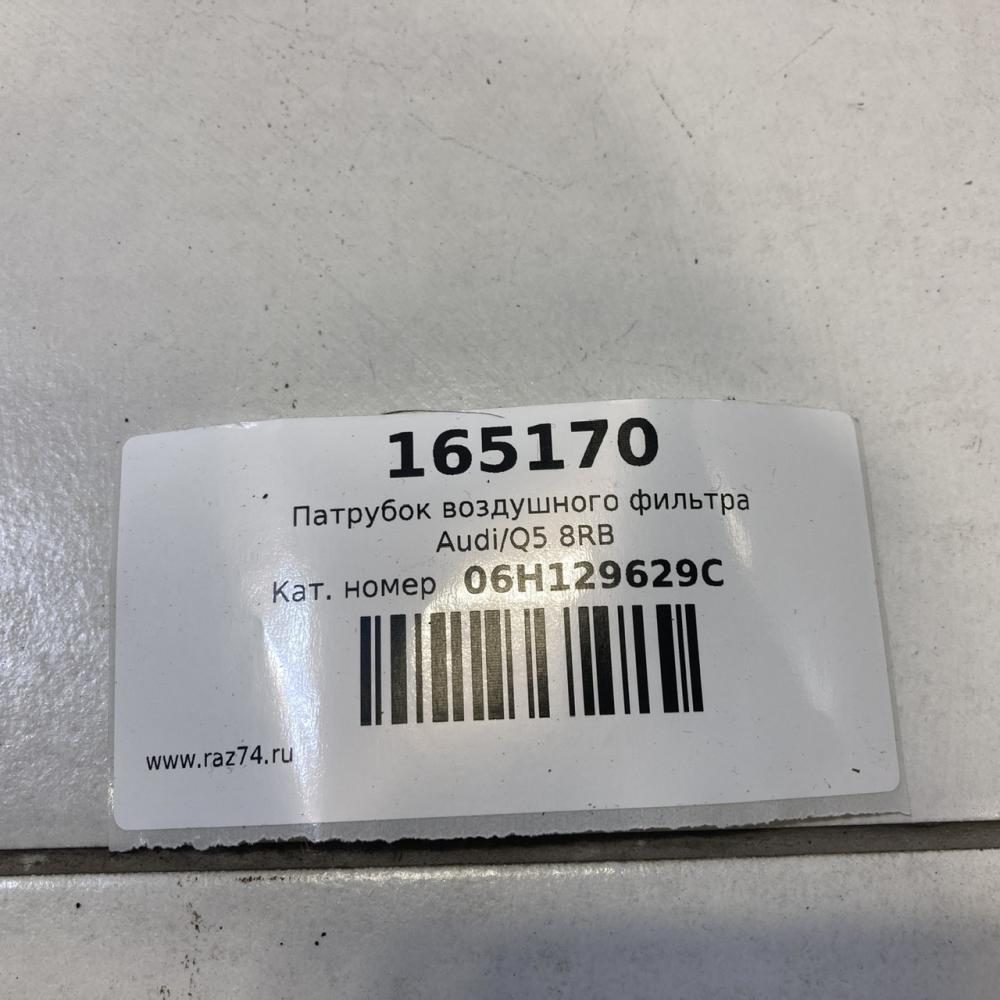 165170
Патрубок воздушного фильтра
Audi/Q5 8RB
Кат. номер 06H129629C
www.raz74.ru